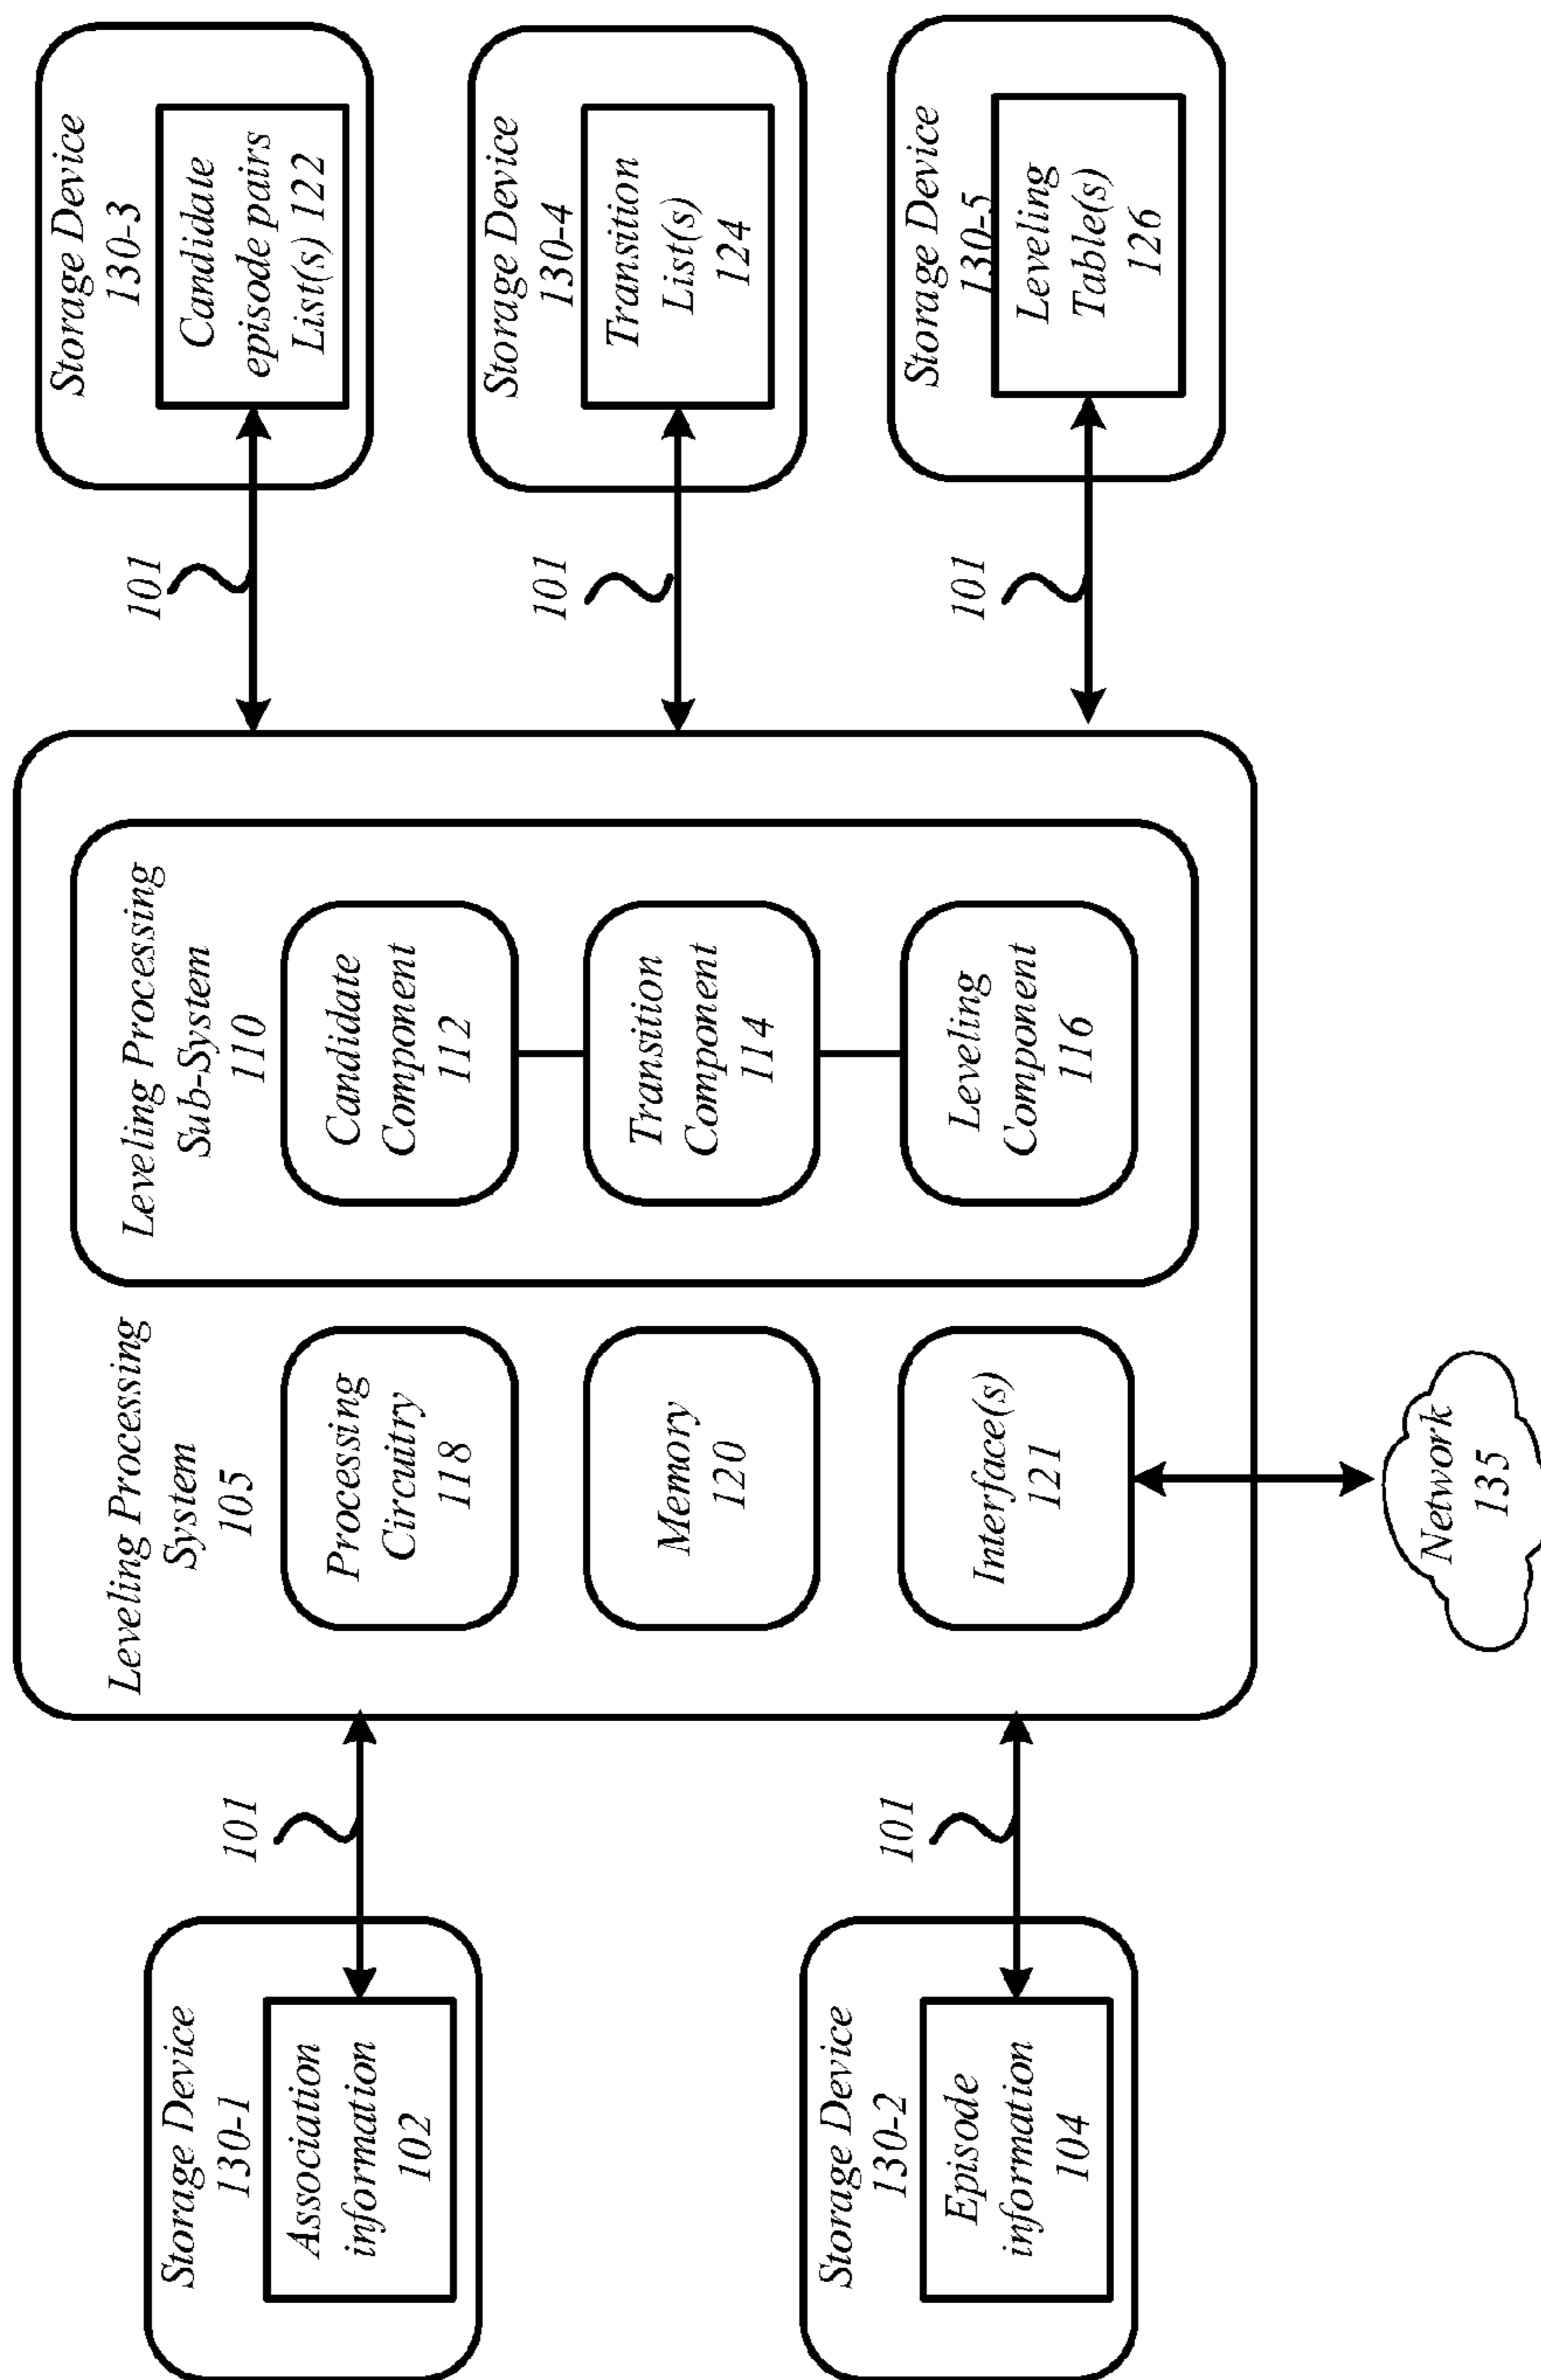 Storage Device
130-1
Association
information
102
Storage Device
130-2
Episode
information
104
101
101
Leveling Processing
System
105
Processing
Circuitry
118
Memory
120
Interface(s)
121
Network
135
Leveling Processing
Sub-System
110
Candidate
Component
112
Transition
Component
114
Leveling
Component
116
101
101
101
Storage Device
130-3
Candidate
episode pairs
List(s) 122
Storage Device
130-4
Transition
List(s)
124
Storage Device
130-5
Leveling
Table(s)
126